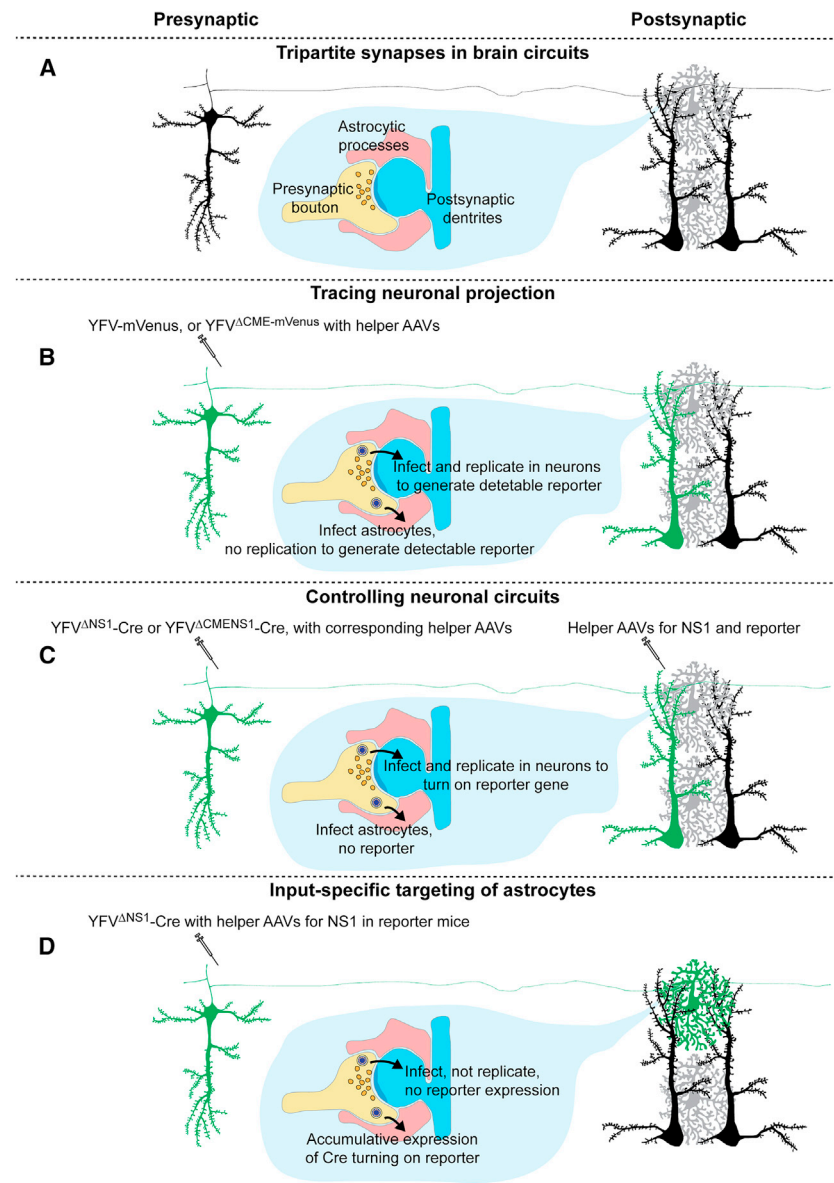 Presynaptic
Postsynaptic
Tripartite synapses in brain circuits
A
Astrocytic
processes
Presynaptic
bouton
Postsynaptic
dentrites
Tracing neuronal projection
YFV-mVenus, or YFVΔCME-mVenus with helper AAVs
B
Infect and replicate in neurons
to generate detetable reporter
Infect astrocytes,
no replication to generate detectable reporter
Controlling neuronal circuits
YFVΔNS1-Cre or YFVΔCMENS1-Cre, with corresponding helper AAVs
Helper AAVs for NS1 and reporter
C
Infect and replicate in neurons to
turn on reporter gene
Infect astrocytes,
no reporter
Input-specific targeting of astrocytes
YFVΔNS1-Cre with helper AAVs for NS1 in reporter mice
D
Infect, not replicate,
no reporter expression
Accumulative expression
of Cre turning on reporter